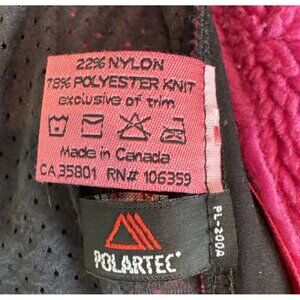 22% NYLON
78% POLYESTER KNIT
exclusive of trim
Made in Canada
CA 35801 RN# 106359
POLARTEC®
PL-200A